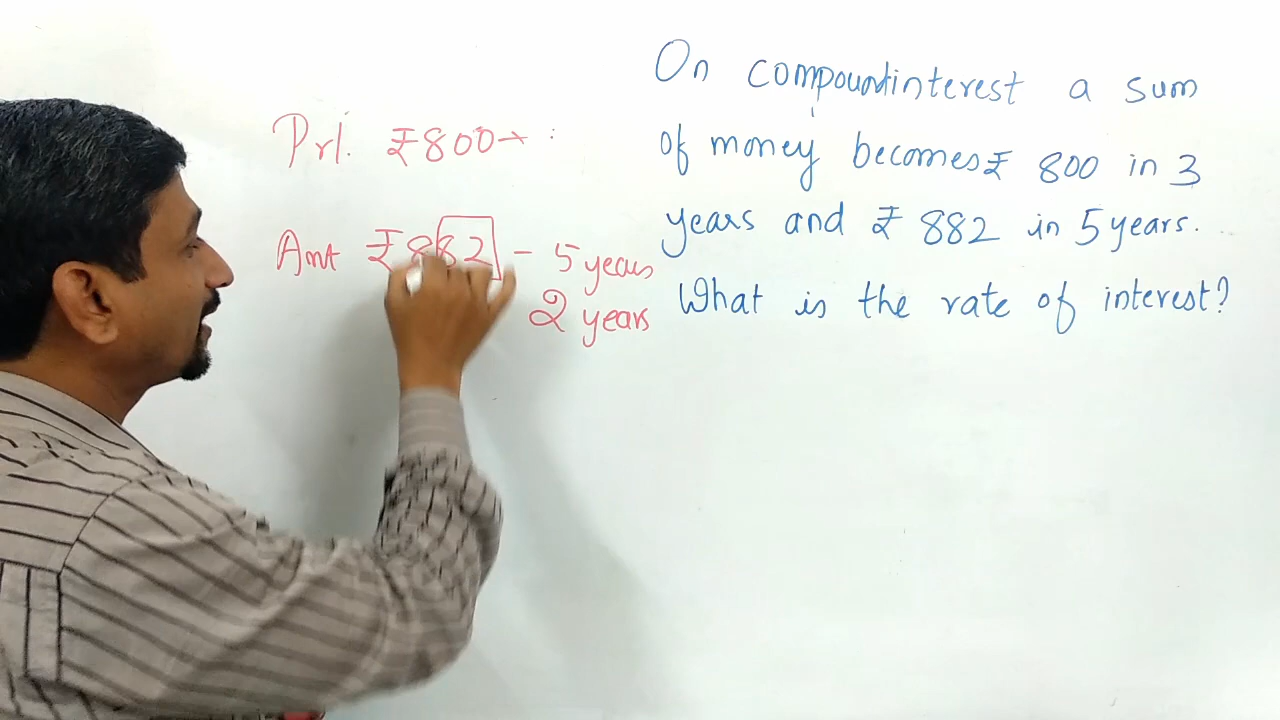 On compound interest a sum
of money becomes ₹ 800 in 3
years and ₹ 882 in 5 years.
What is the rate of interest?
Prl. ₹800
Amt ₹882 - 5 years
2 years